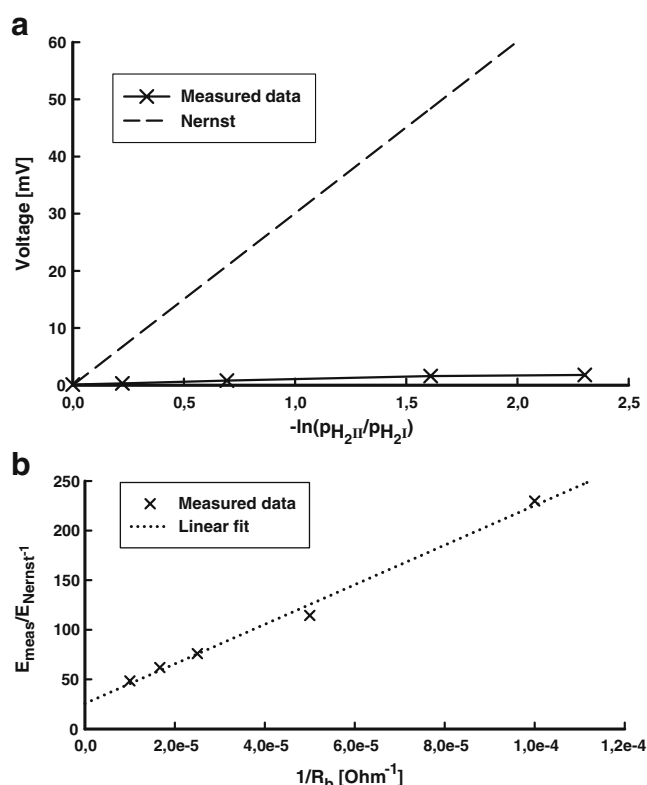 a
60
50
40
30
20
10
0
Voltage [mV]
Measured data
Nernst
0,0 0,5 1,0 1,5 2,0 2,5
-ln(pH2II/pH2I)
b
250
200
150
100
50
0
Emeas/ENernst-1
Measured data
Linear fit
0,0 2,0e-5 4,0e-5 6,0e-5 8,0e-5 1,0e-4 1,2e-4
1/Rb [Ohm-1]